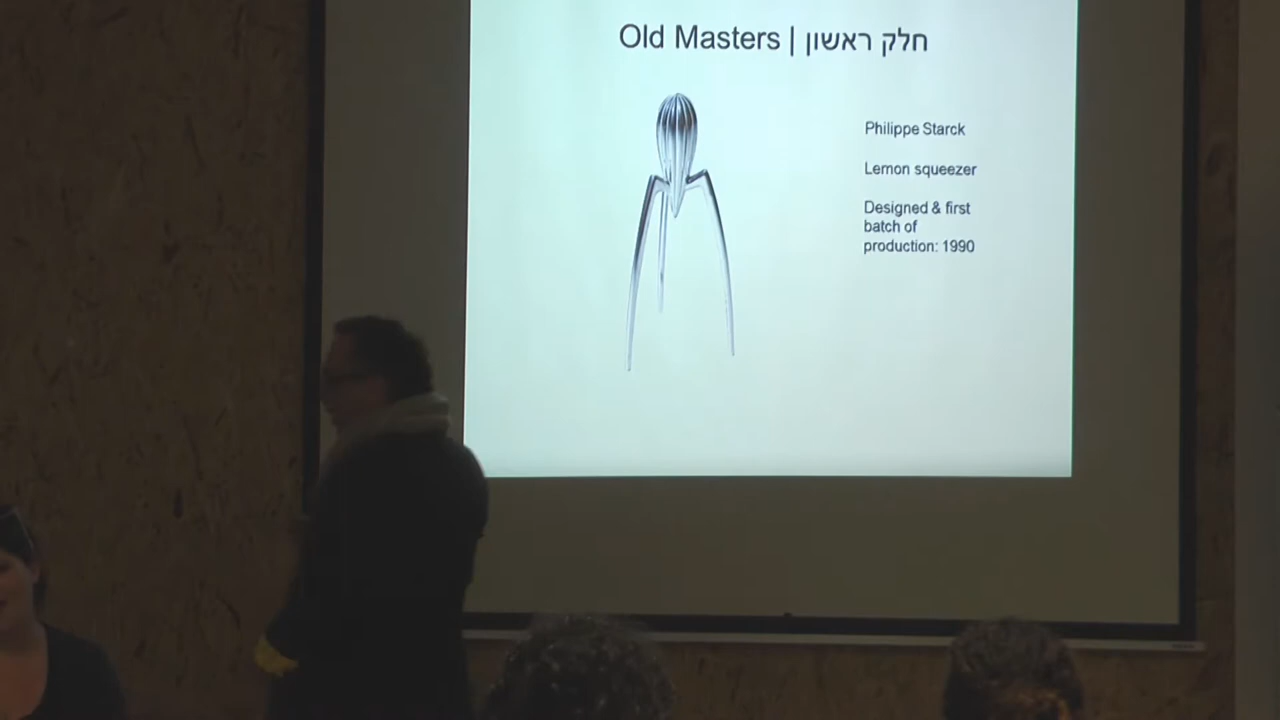 Old Masters | חלק ראשון
Philippe Starck
Lemon squeezer
Designed & first
batch of
production: 1990